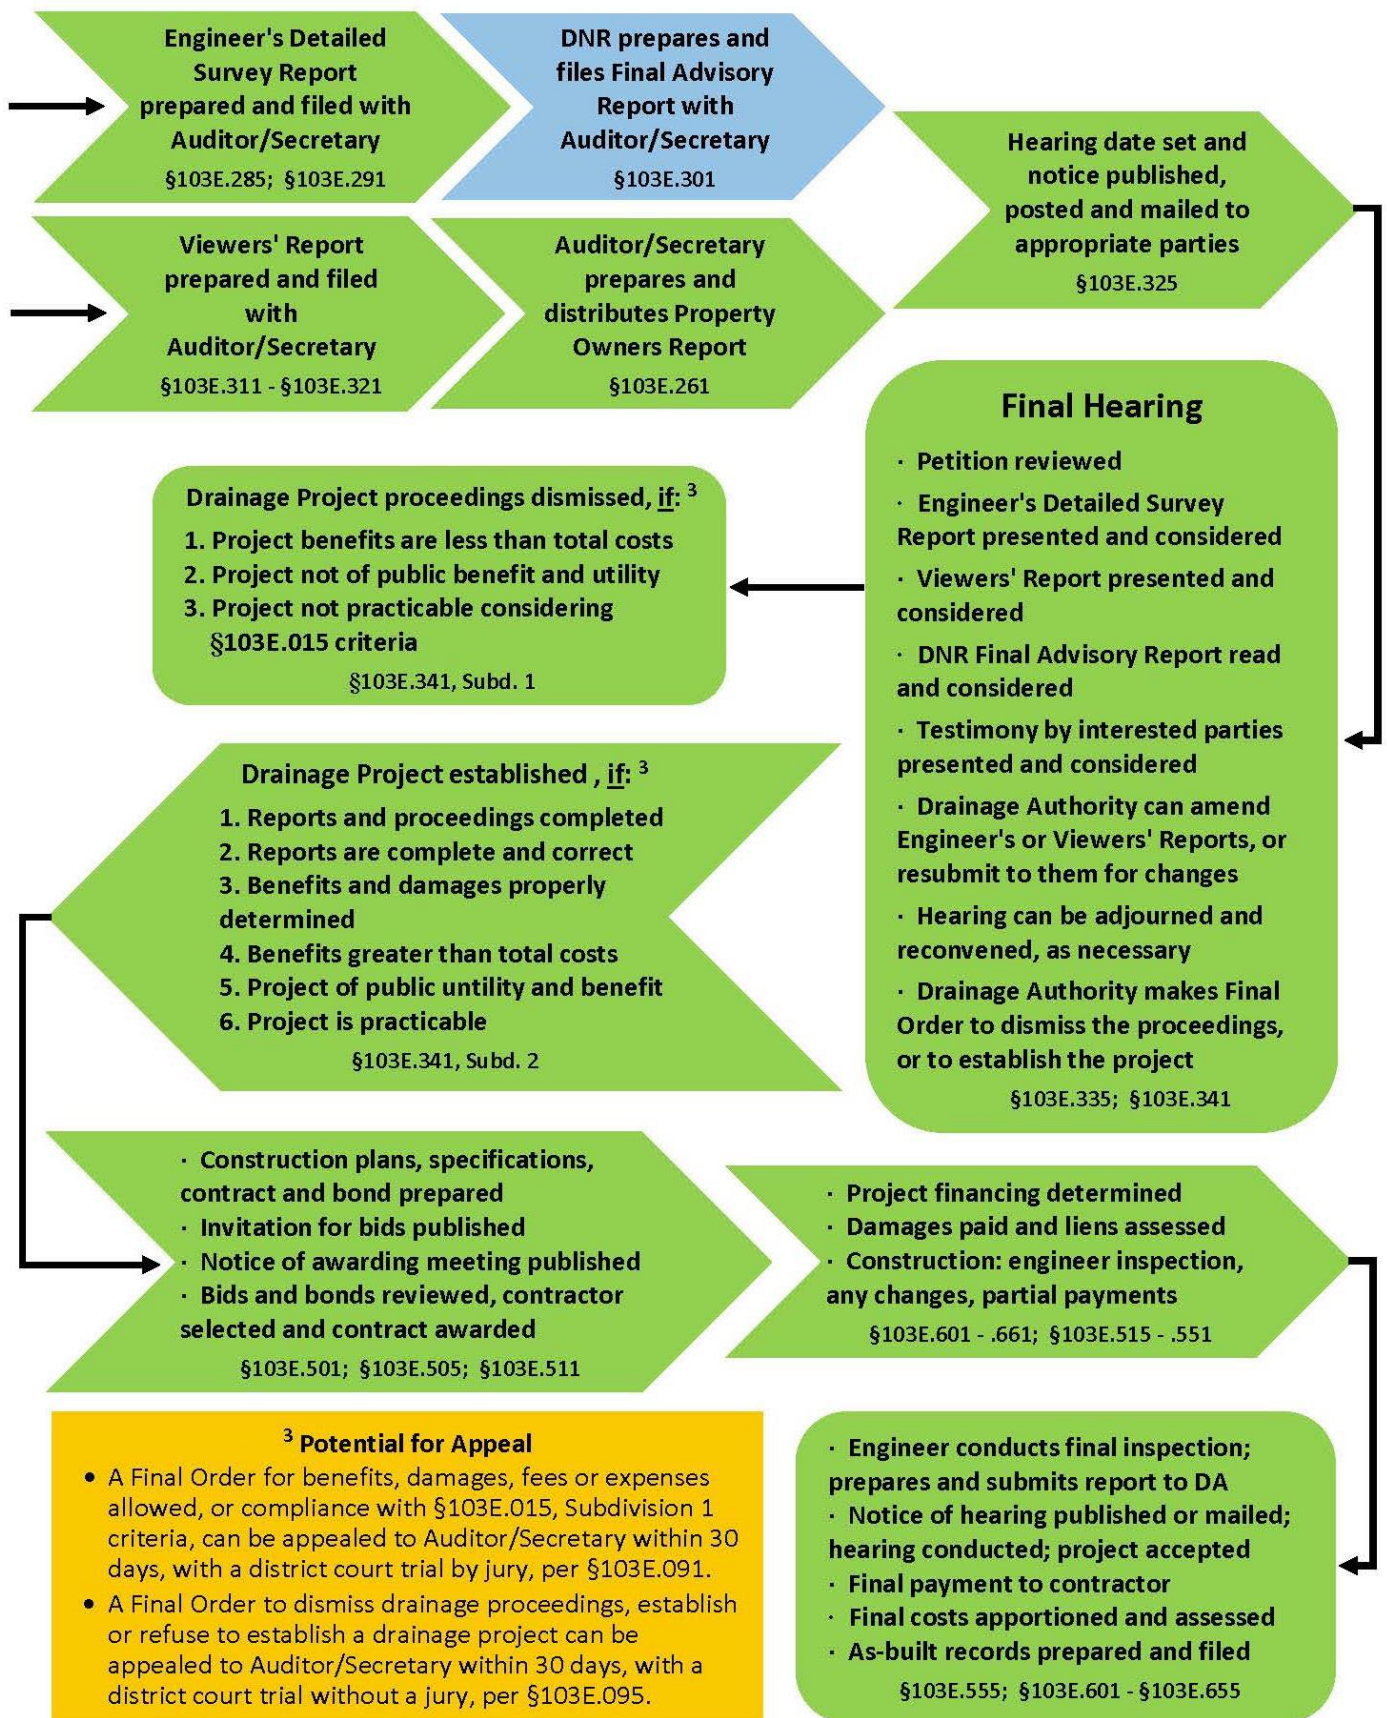 Engineer's Detailed
Survey Report
prepared and filed with
Auditor/Secretary
§103E.285; §103E.291
DNR prepares and
files Final Advisory
Report with
Auditor/Secretary
§103E.301
Hearing date set and
notice published,
posted and mailed to
appropriate parties
§103E.325
Viewers' Report
prepared and filed
with
Auditor/Secretary
§103E.311 - §103E.321
Auditor/Secretary
prepares and
distributes Property
Owners Report
§103E.261
Final Hearing
· Petition reviewed
· Engineer's Detailed Survey
Report presented and considered
· Viewers' Report presented and
considered
· DNR Final Advisory Report read
and considered
· Testimony by interested parties
presented and considered
· Drainage Authority can amend
Engineer's or Viewers' Reports, or
resubmit to them for changes
· Hearing can be adjourned and
reconvened, as necessary
· Drainage Authority makes Final
Order to dismiss the proceedings,
or to establish the project
§103E.335; §103E.341
Drainage Project proceedings dismissed, if: ³
1. Project benefits are less than total costs
2. Project not of public benefit and utility
3. Project not practicable considering
§103E.015 criteria
§103E.341, Subd. 1
Drainage Project established , if: ³
1. Reports and proceedings completed
2. Reports are complete and correct
3. Benefits and damages properly
determined
4. Benefits greater than total costs
5. Project of public untility and benefit
6. Project is practicable
§103E.341, Subd. 2
· Construction plans, specifications,
contract and bond prepared
· Invitation for bids published
· Notice of awarding meeting published
· Bids and bonds reviewed, contractor
selected and contract awarded
§103E.501; §103E.505; §103E.511
· Project financing determined
· Damages paid and liens assessed
· Construction: engineer inspection,
any changes, partial payments
§103E.601 - .661; §103E.515 - .551
³ Potential for Appeal
• A Final Order for benefits, damages, fees or expenses
allowed, or compliance with §103E.015, Subdivision 1
criteria, can be appealed to Auditor/Secretary within 30
days, with a district court trial by jury, per §103E.091.
• A Final Order to dismiss drainage proceedings, establish
or refuse to establish a drainage project can be
appealed to Auditor/Secretary within 30 days, with a
district court trial without a jury, per §103E.095.
· Engineer conducts final inspection;
prepares and submits report to DA
· Notice of hearing published or mailed;
hearing conducted; project accepted
· Final payment to contractor
· Final costs apportioned and assessed
· As-built records prepared and filed
§103E.555; §103E.601 - §103E.655